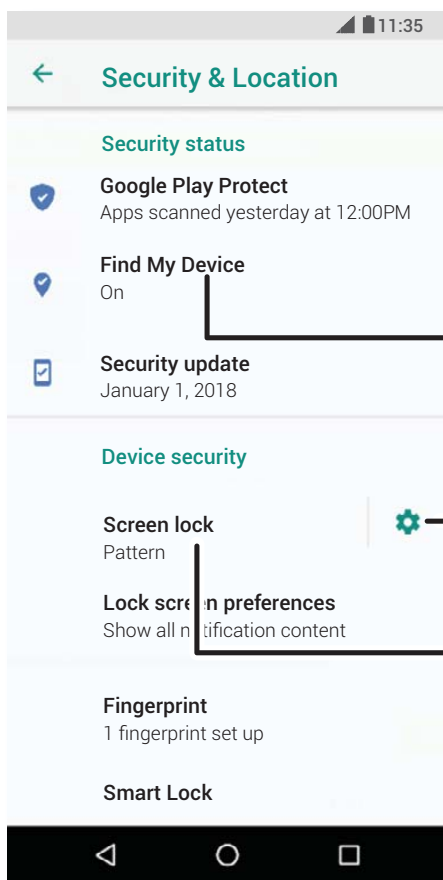 11:35
Security & Location
Security status
Google Play Protect
Apps scanned yesterday at 12:00PM
Find My Device
On
Security update
January 1, 2018
Device security
Screen lock
Pattern
Lock screen preferences
Show all notification content
Fingerprint
1 fingerprint set up
Smart Lock